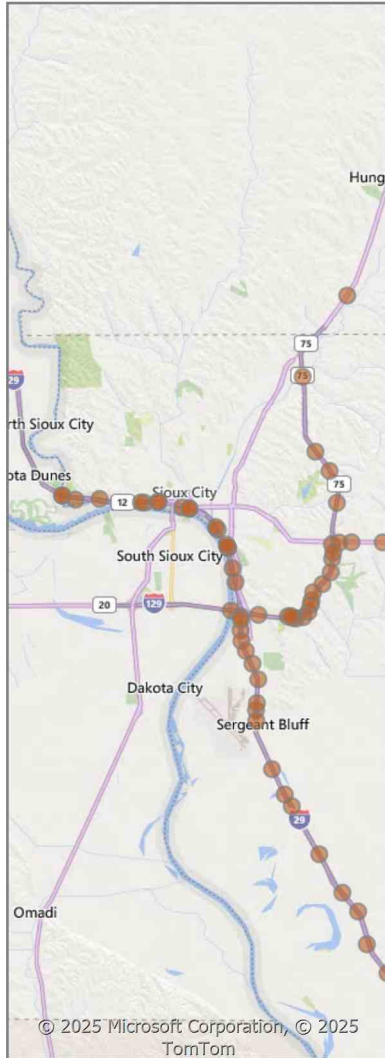 Hung
75
75
29
rth Sioux City
ota Dunes
75
Sioux City
12
South Sioux City
20
129
Dakota City
Sergeant Bluff
29
Omadi
© 2025 Microsoft Corporation, © 2025
TomTom